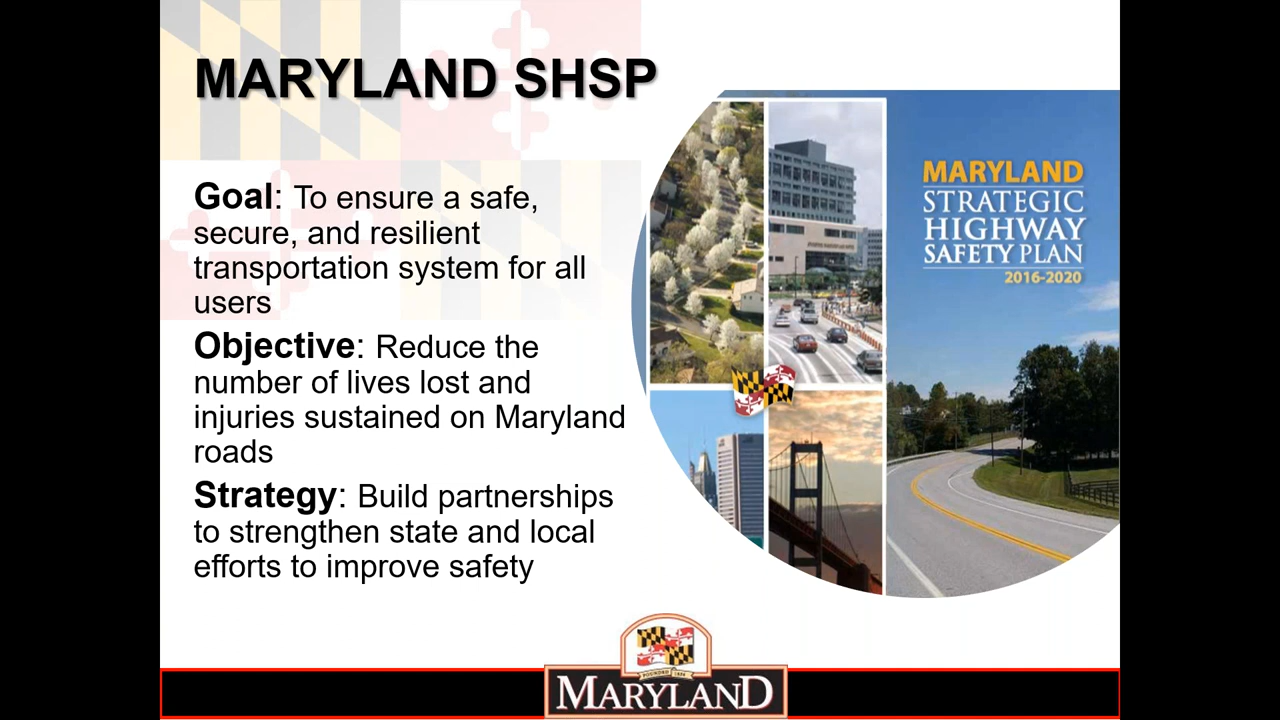 MARYLAND SHSP
Goal: To ensure a safe,
secure, and resilient
transportation system for all
users
Objective: Reduce the
number of lives lost and
injuries sustained on Maryland
roads
Strategy: Build partnerships
to strengthen state and local
efforts to improve safety
MARYLAND
STRATEGIC
HIGHWAY
SAFETY PLAN
2016-2020
MARYLAND